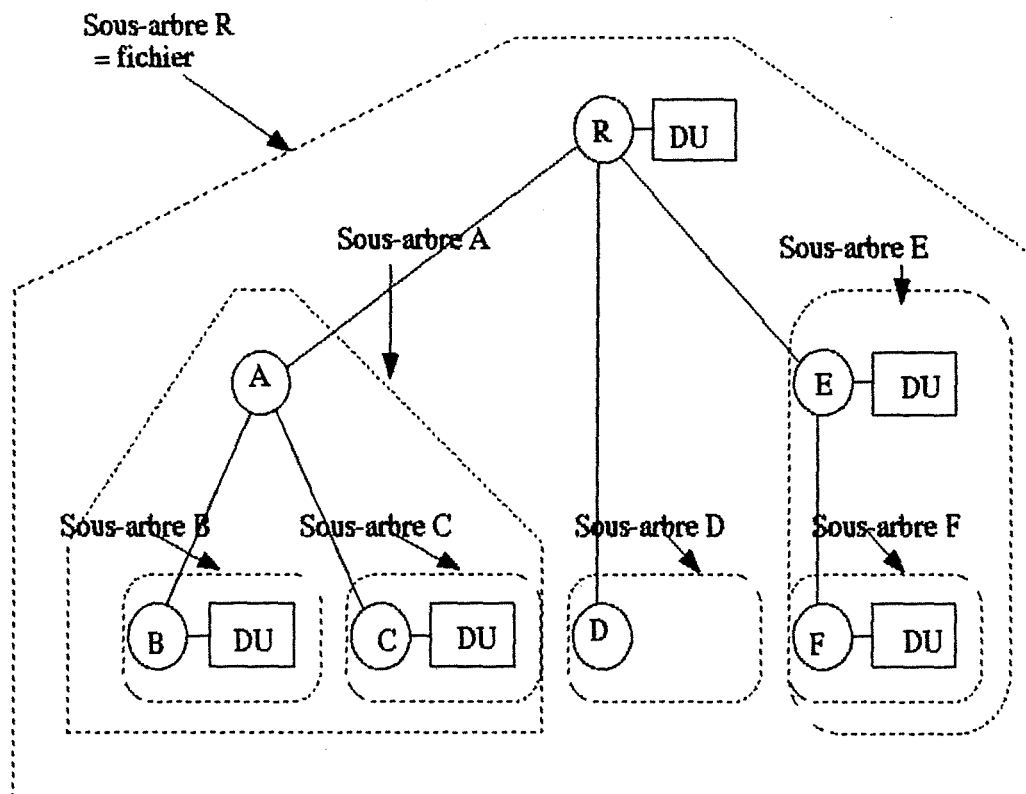 Sous-arbre R
= fichier
R
DU
Sous-arbre A
Sous-arbre E
A
E
DU
Sous-arbre B
Sous-arbre C
Sous-arbre D
Sous-arbre F
B
DU
C
DU
D
F
DU